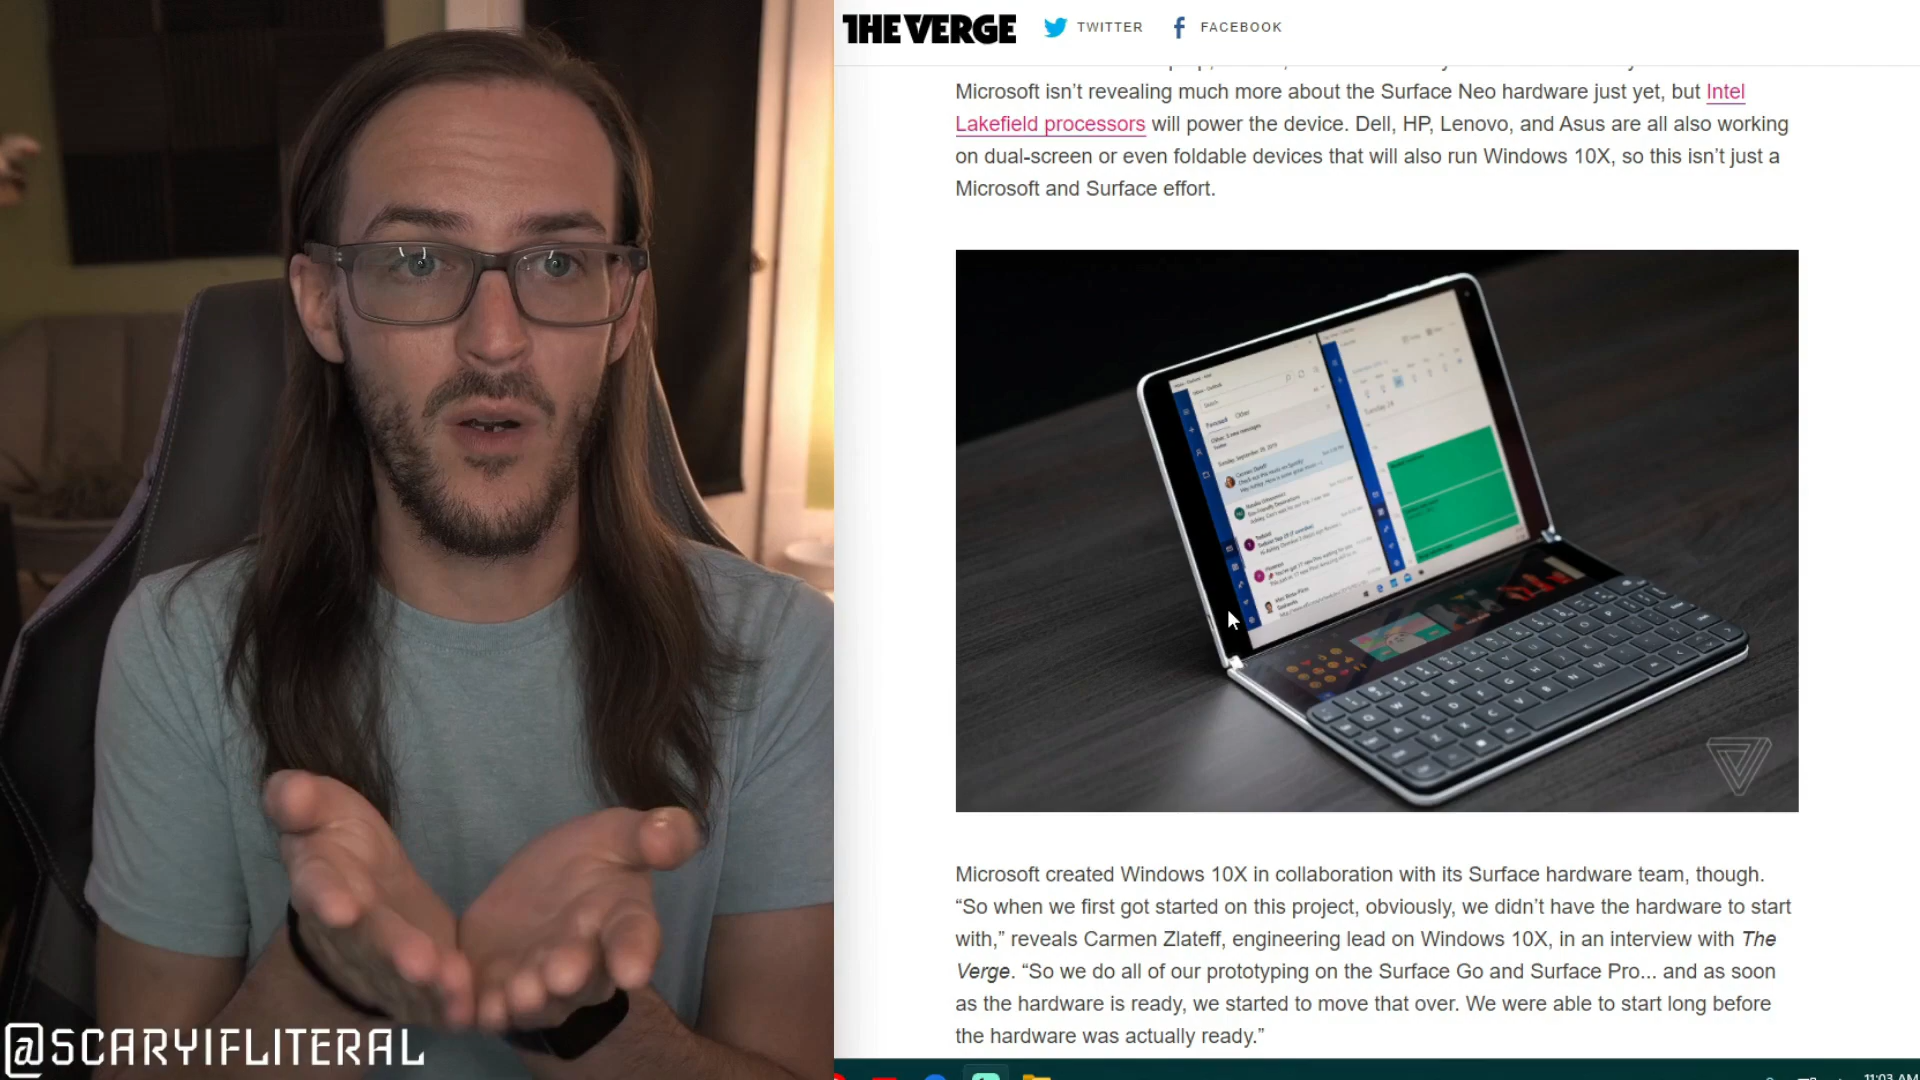 THE VERGE TWITTER FACEBOOK
Microsoft isn't revealing much more about the Surface Neo hardware just yet, but Intel
Lakefield processors will power the device. Dell, HP, Lenovo, and Asus are all also working
on dual-screen or even foldable devices that will also run Windows 10X, so this isn't just a
Microsoft and Surface effort.
Microsoft created Windows 10X in collaboration with its Surface hardware team, though.
“So when we first got started on this project, obviously, we didn't have the hardware to start
with,” reveals Carmen Zlateff, engineering lead on Windows 10X, in an interview with The
Verge. “So we do all of our prototyping on the Surface Go and Surface Pro... and as soon
as the hardware is ready, we started to move that over. We were able to start long before
the hardware was actually ready.”
@SCARYIFLITERAL
11:03 AM